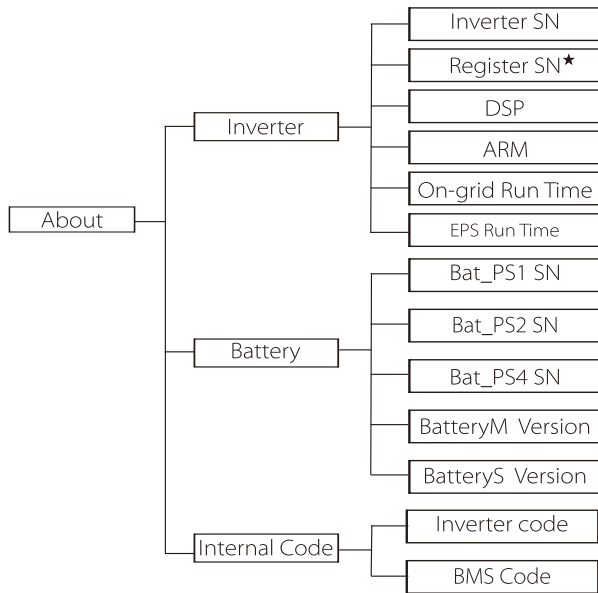 About
Inverter
Inverter SN
Register SN★
DSP
ARM
On-grid Run Time
EPS Run Time
Battery
Bat_PS1 SN
Bat_PS2 SN
Bat_PS4 SN
BatteryM Version
BatteryS Version
Internal Code
Inverter code
BMS Code